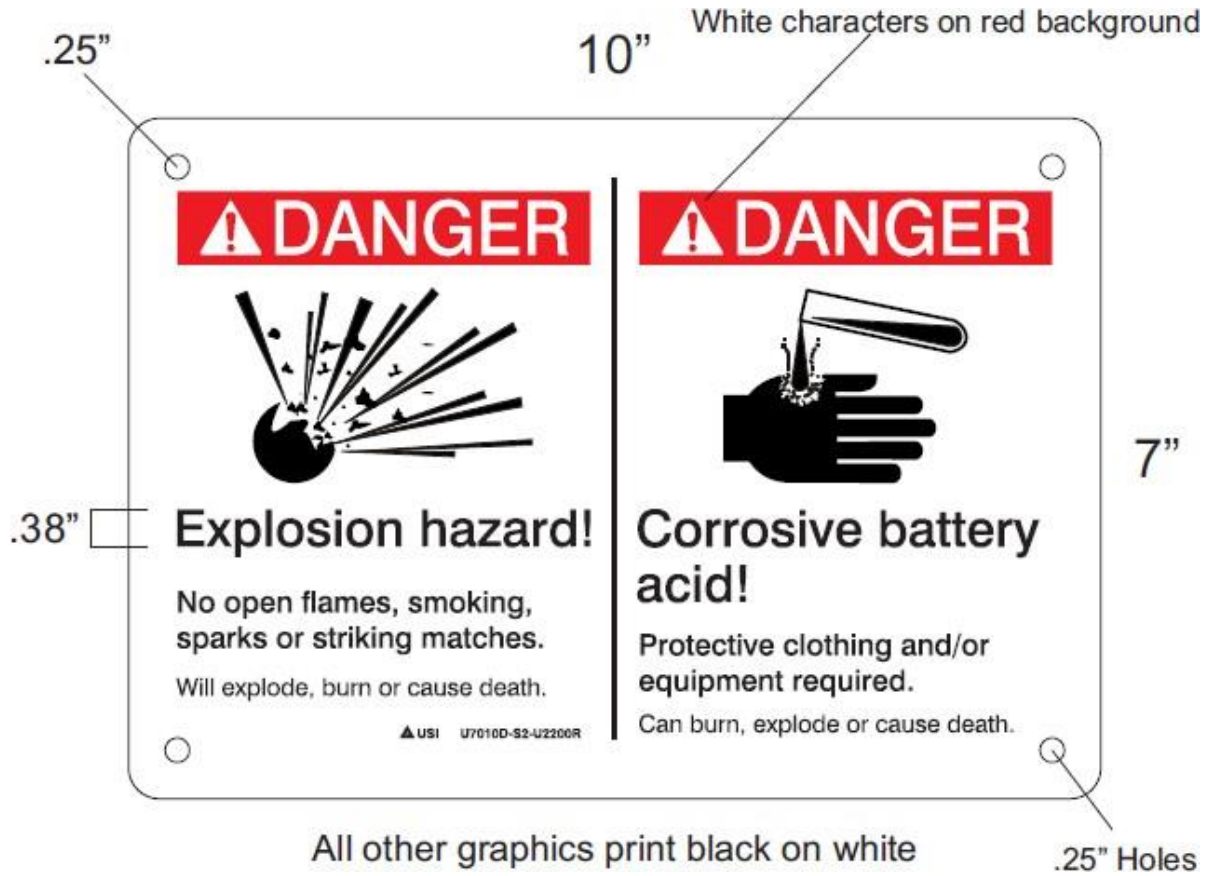 White characters on red background
.25”
10”
DANGER
DANGER
7”
.38”
Explosion hazard!
No open flames, smoking,
sparks or striking matches.
Will explode, burn or cause death.
USI U7010D-S2-U2200R
Corrosive battery
acid!
Protective clothing and/or
equipment required.
Can burn, explode or cause death.
All other graphics print black on white
.25” Holes